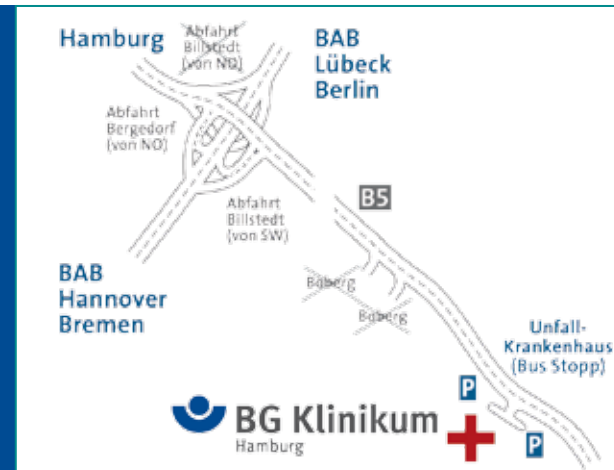 Hamburg
Abfahrt
Billstedt
(von NO)
BAB
Lübeck
Berlin
Abfahrt
Bergedorf
(von NO)
Abfahrt
Billstedt
(von SW)
B5
BAB
Hannover
Bremen
Boberg
Boberg
Unfall-
Krankenhaus
(Bus Stopp)
P
BG Klinikum
Hamburg
P